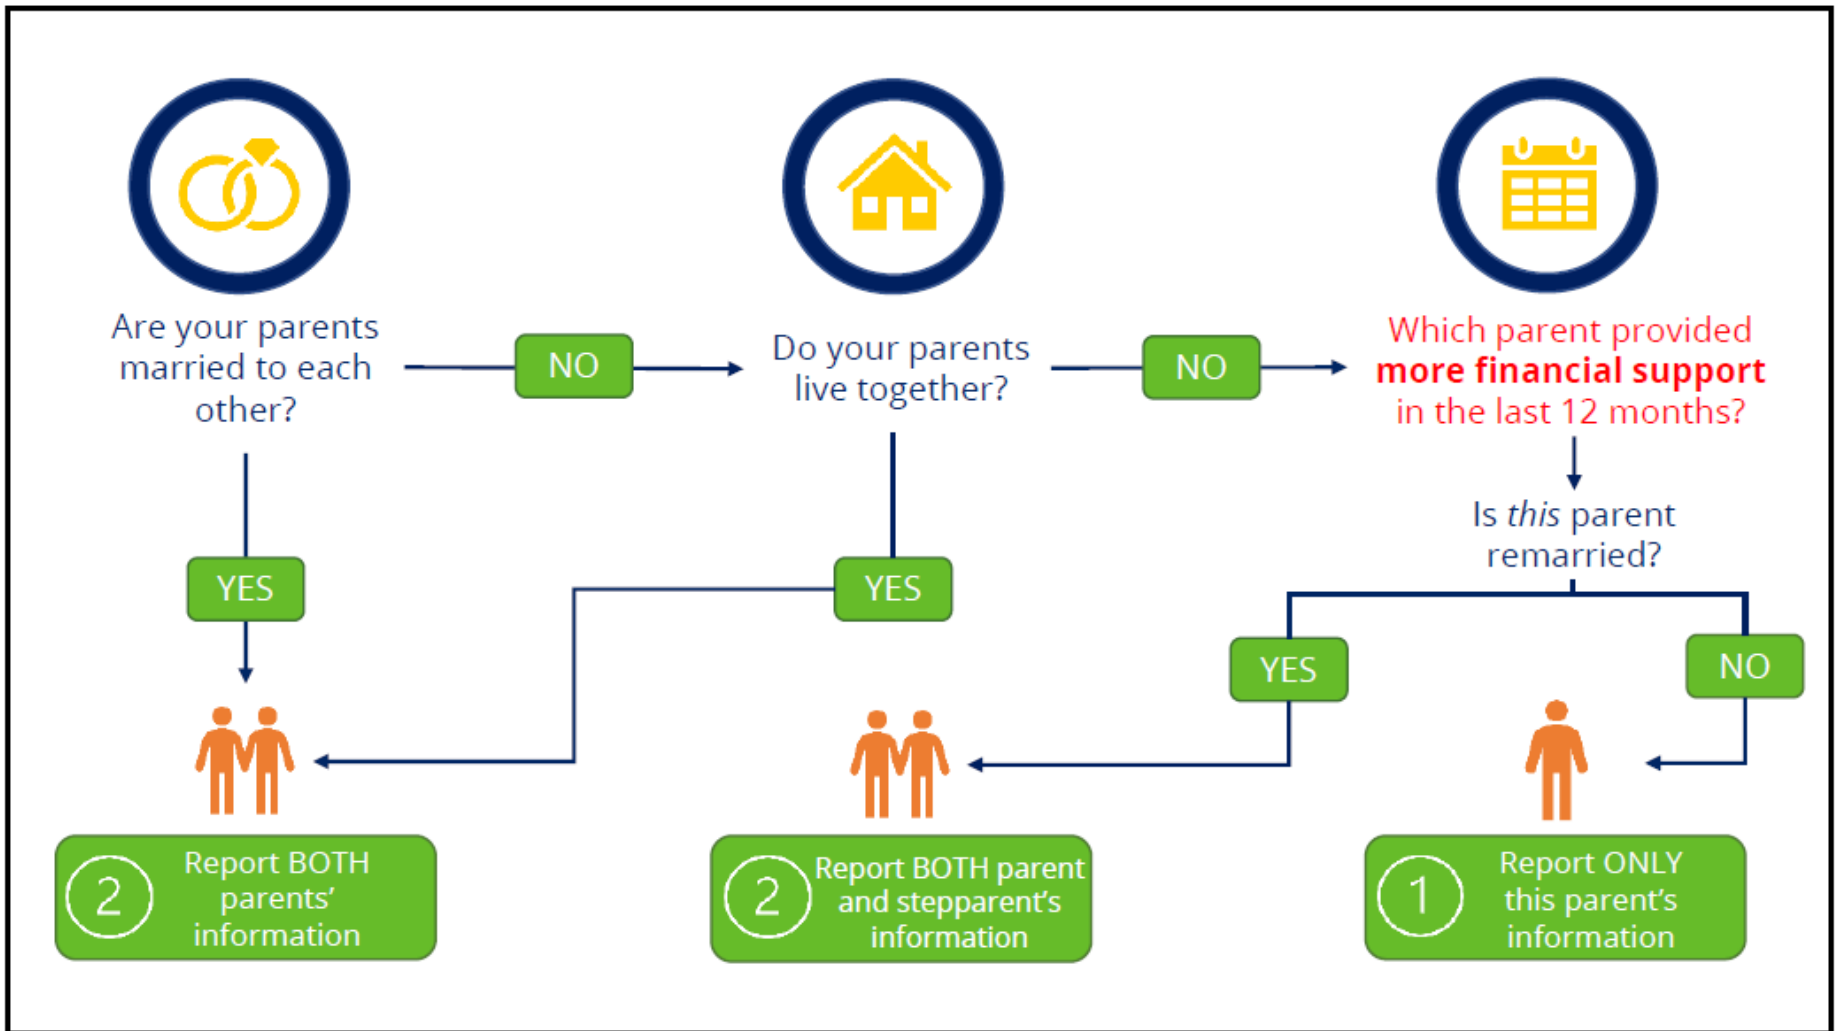 Are your parents
married to each
other?
NO
Do your parents
live together?
NO
Which parent provided
more financial support
in the last 12 months?
Is this parent
remarried?
YES
YES
YES
NO
2
Report BOTH
parents’
information
2
Report BOTH parent
and stepparent’s
information
1
Report ONLY
this parent’s
information